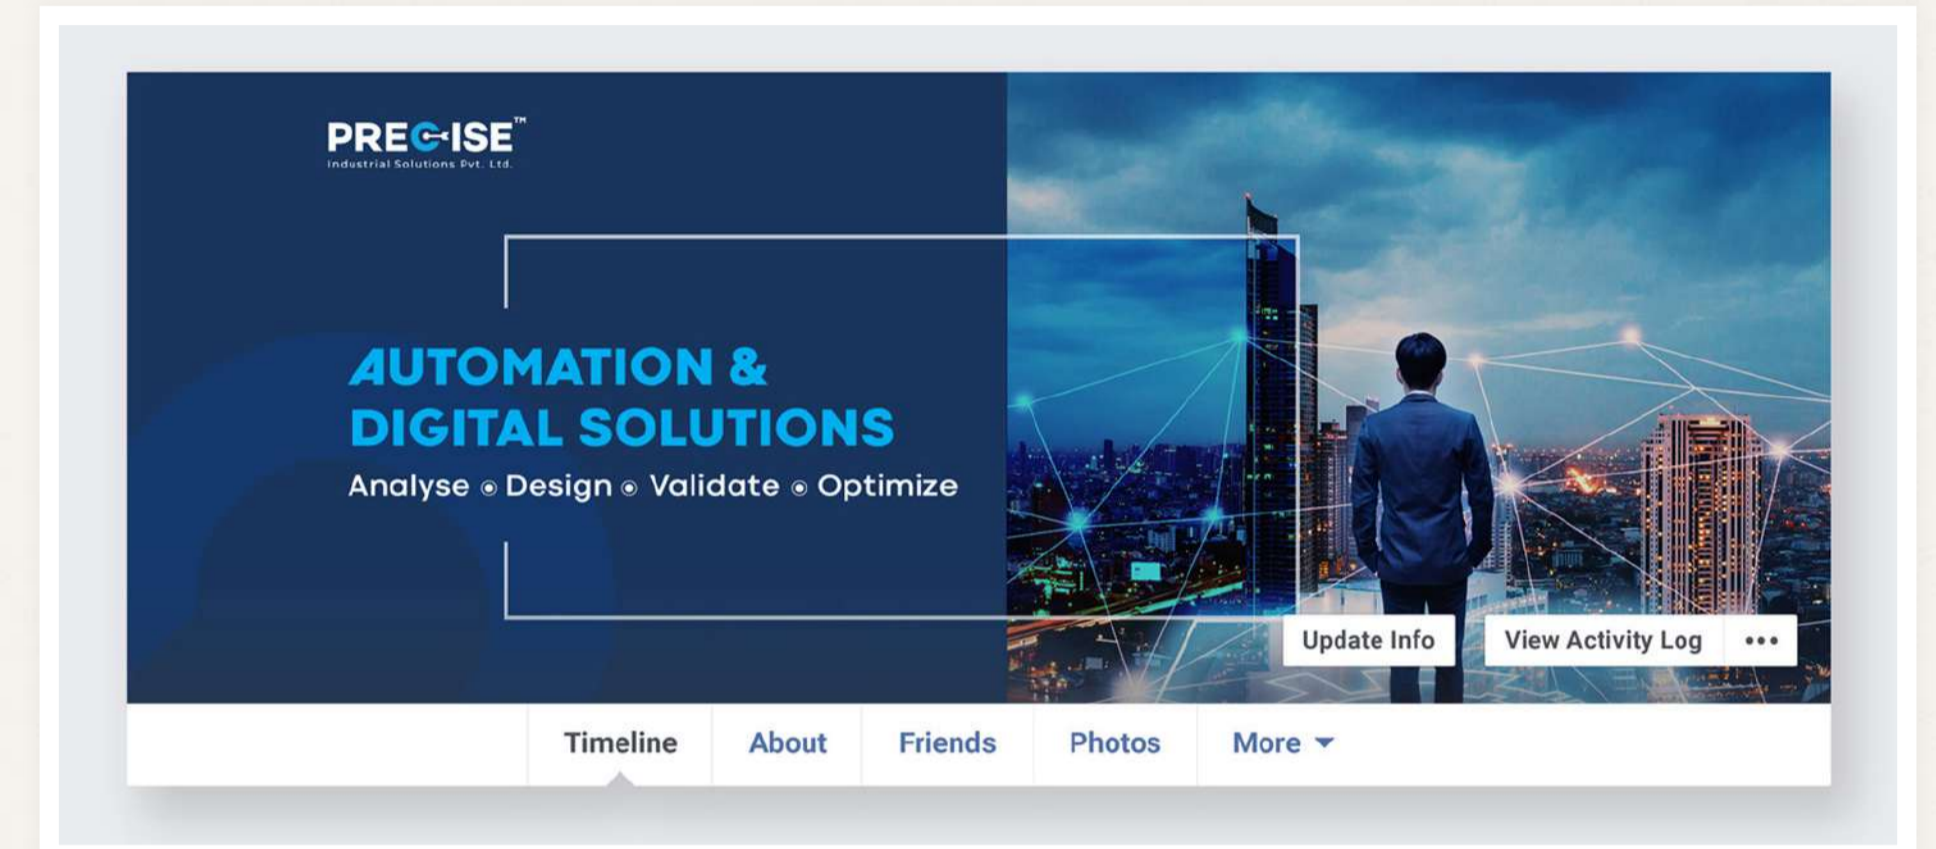 PRECISE™
Industrial Solutions Pvt. Ltd.
AUTOMATION &
DIGITAL SOLUTIONS
Analyse ◉ Design ◉ Validate ◉ Optimize
Update Info View Activity Log •••
Timeline About Friends Photos More